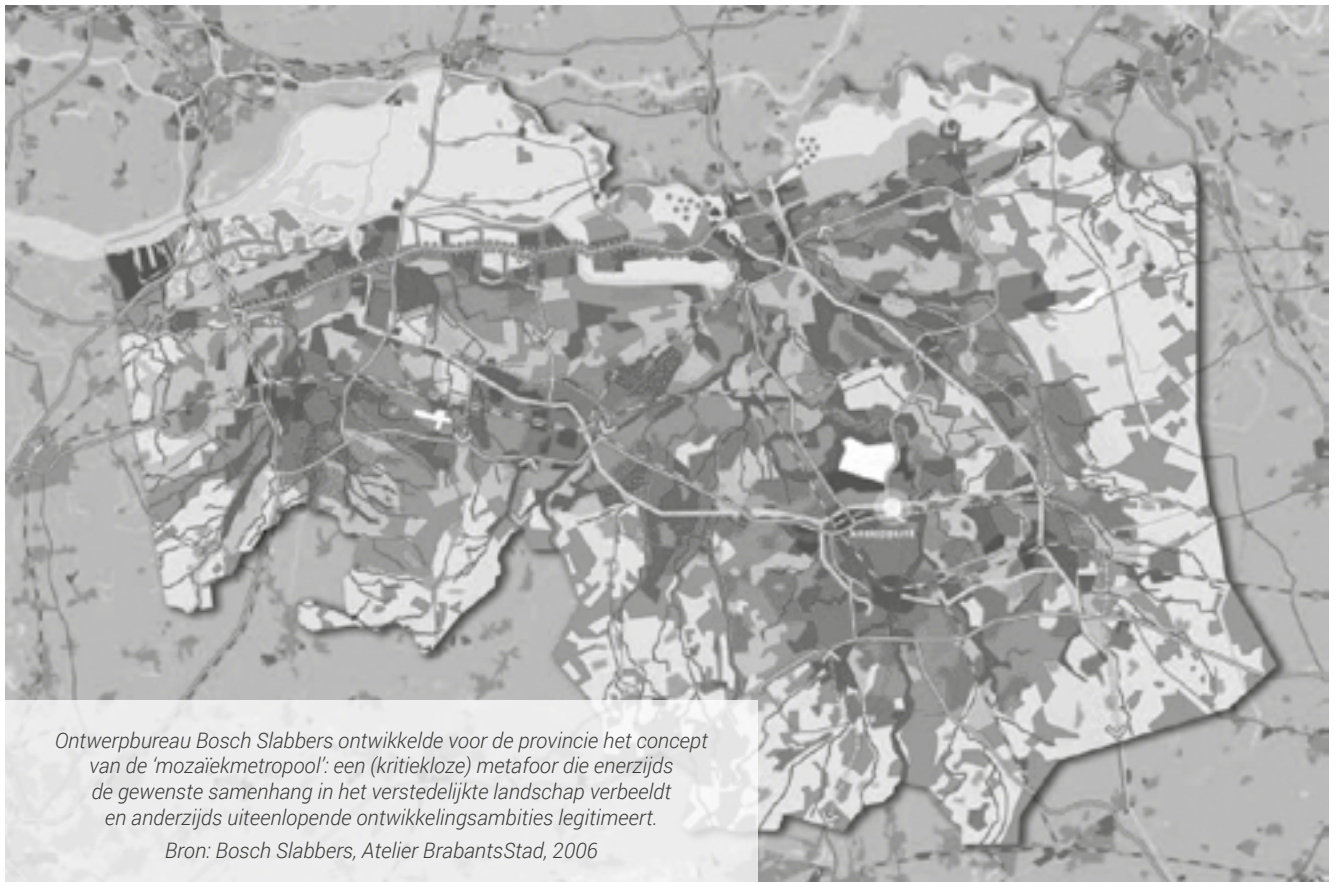 Ontwerpbureau Bosch Slabbers ontwikkelde voor de provincie het concept
van de ‘mozaïekmetropool’: een (kritiekloze) metafoor die enerzijds
de gewenste samenhang in het verstedelijkte landschap verbeeldt
en anderzijds uiteenlopende ontwikkelingsambities legitimeert.
Bron: Bosch Slabbers, Atelier BrabantsStad, 2006